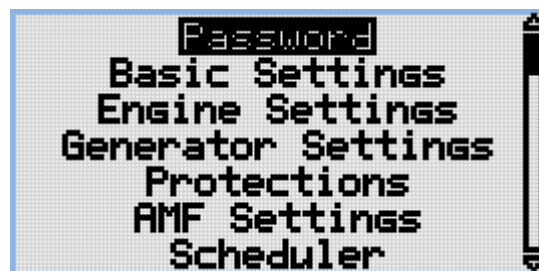 Password
Basic Settings
Engine Settings
Generator Settings
Protections
AMF Settings
Scheduler